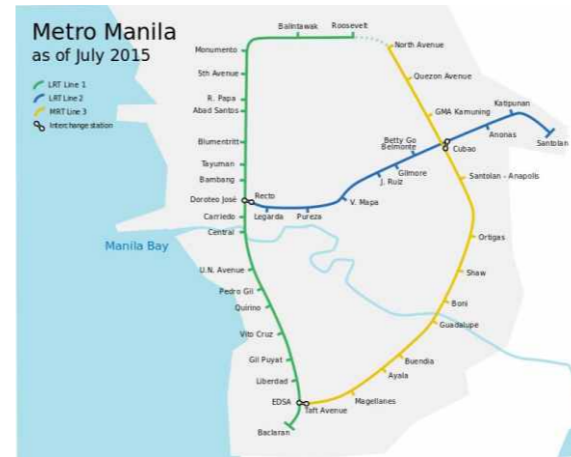 Metro Manila
as of July 2015
LRT Line 1
LRT Line 2
MRT Line 3
Interchange station
Balintawak
Roosevelt
Monumento
North Avenue
5th Avenue
Quezon Avenue
R. Papa
Abad Santos
GMA Kamuning
Katipunan
Blumentritt
Betty Go
Belmonte
Cubao
Anonas
Santolan
Tayuman
Gilmore
J. Ruiz
Bambang
Santolan - Anapolis
Doroteo José
Recto
V. Mapa
Legarda
Pureza
Carriedo
Central
Manila Bay
Ortigas
U.N. Avenue
Shaw
Pedro Gil
Boni
Quirino
Guadalupe
Vito Cruz
Buendia
Gil Puyat
Ayala
Liberdad
Magellanes
EDSA
Taft Avenue
Baclaran